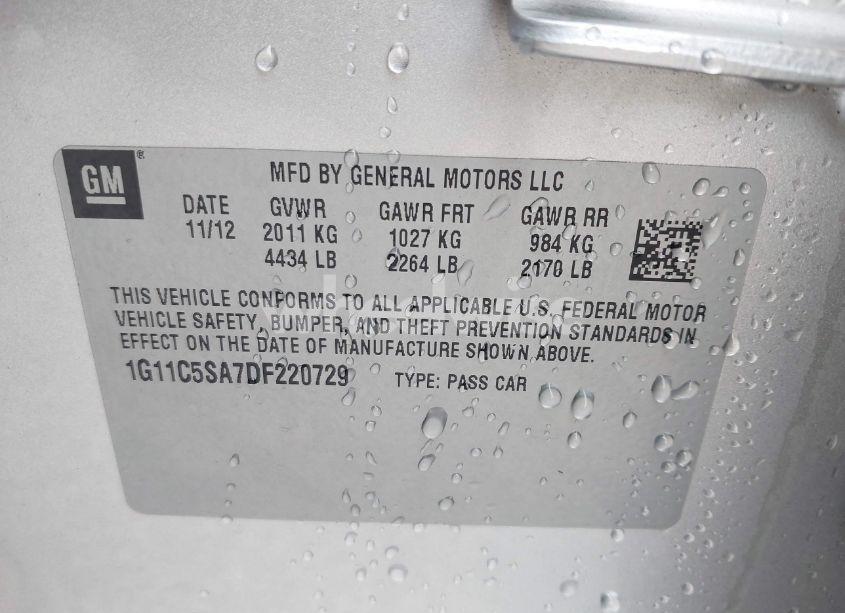 GM®
MFD BY GENERAL MOTORS LLC
DATE GVWR GAWR FRT GAWR RR
11/12 2011 KG 1027 KG 984 KG
4434 LB 2264 LB 2170 LB
THIS VEHICLE CONFORMS TO ALL APPLICABLE U.S. FEDERAL MOTOR
VEHICLE SAFETY, BUMPER, AND THEFT PREVENTION STANDARDS IN
EFFECT ON THE DATE OF MANUFACTURE SHOWN ABOVE.
1G11C5SA7DF220729 TYPE: PASS CAR